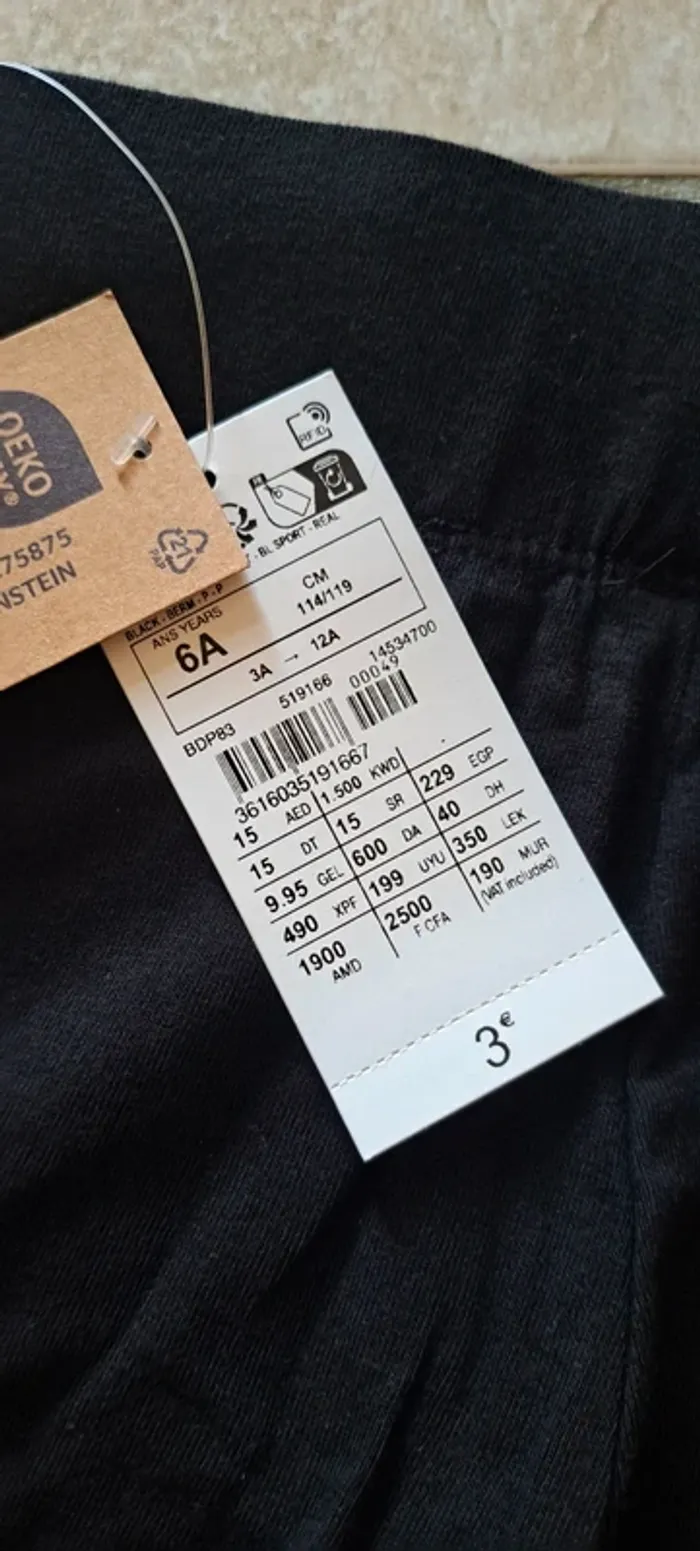 OEKO
X®
75875
NSTEIN
21
PAP
RFID
FR
BL SPORT - REAL
BLACK - BERM - P - P
ANS YEARS
CM
6A
114/119
3A → 12A
BDP83
519166
14534700
00049
3616035191667
15 AED 1.500 KWD
15 DT 15 SR 229 EGP
9.95 GEL 600 DA 40 DH
490 XPF 199 UYU 350 LEK
1900 AMD 2500 F CFA 190 MUR
(VAT included)
3€